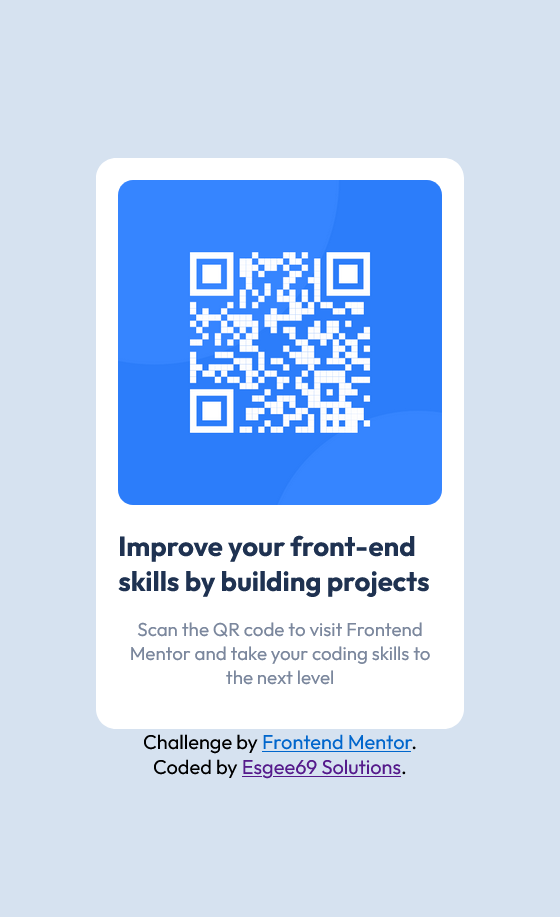 Improve your front-end
skills by building projects
Scan the QR code to visit Frontend
Mentor and take your coding skills to
the next level
Challenge by Frontend Mentor.
Coded by Esgee69 Solutions.